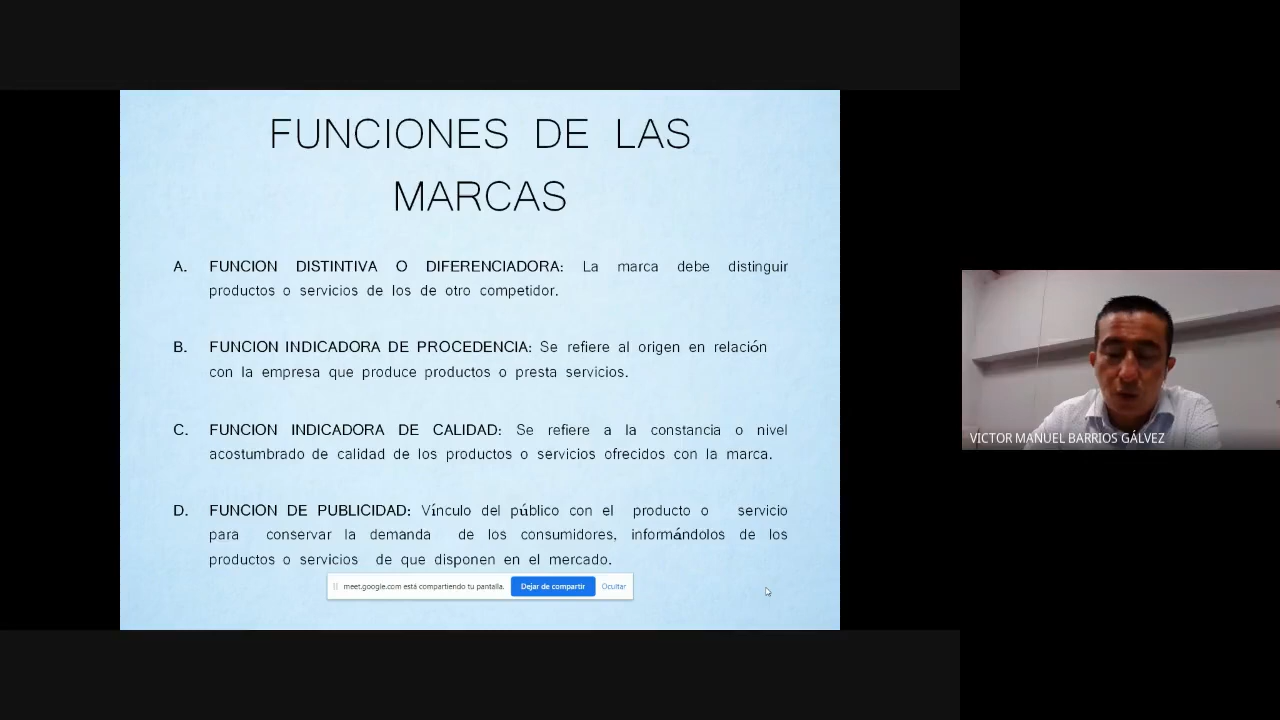 FUNCIONES DE LAS
MARCAS
A. FUNCION DISTINTIVA O DIFERENCIADORA: La marca debe distinguir
productos o servicios de los de otro competidor.
B. FUNCION INDICADORA DE PROCEDENCIA: Se refiere al origen en relación
con la empresa que produce productos o presta servicios.
C. FUNCION INDICADORA DE CALIDAD: Se refiere a la constancia o nivel
acostumbrado de calidad de los productos o servicios ofrecidos con la marca.
D. FUNCION DE PUBLICIDAD: Vínculo del público con el producto o servicio
para conservar la demanda de los consumidores, informándolos de los
productos o servicios de que disponen en el mercado.
meet.google.com está compartiendo tu pantalla. Dejar de compartir Ocultar
VICTOR MANUEL BARRIOS GÁLVEZ